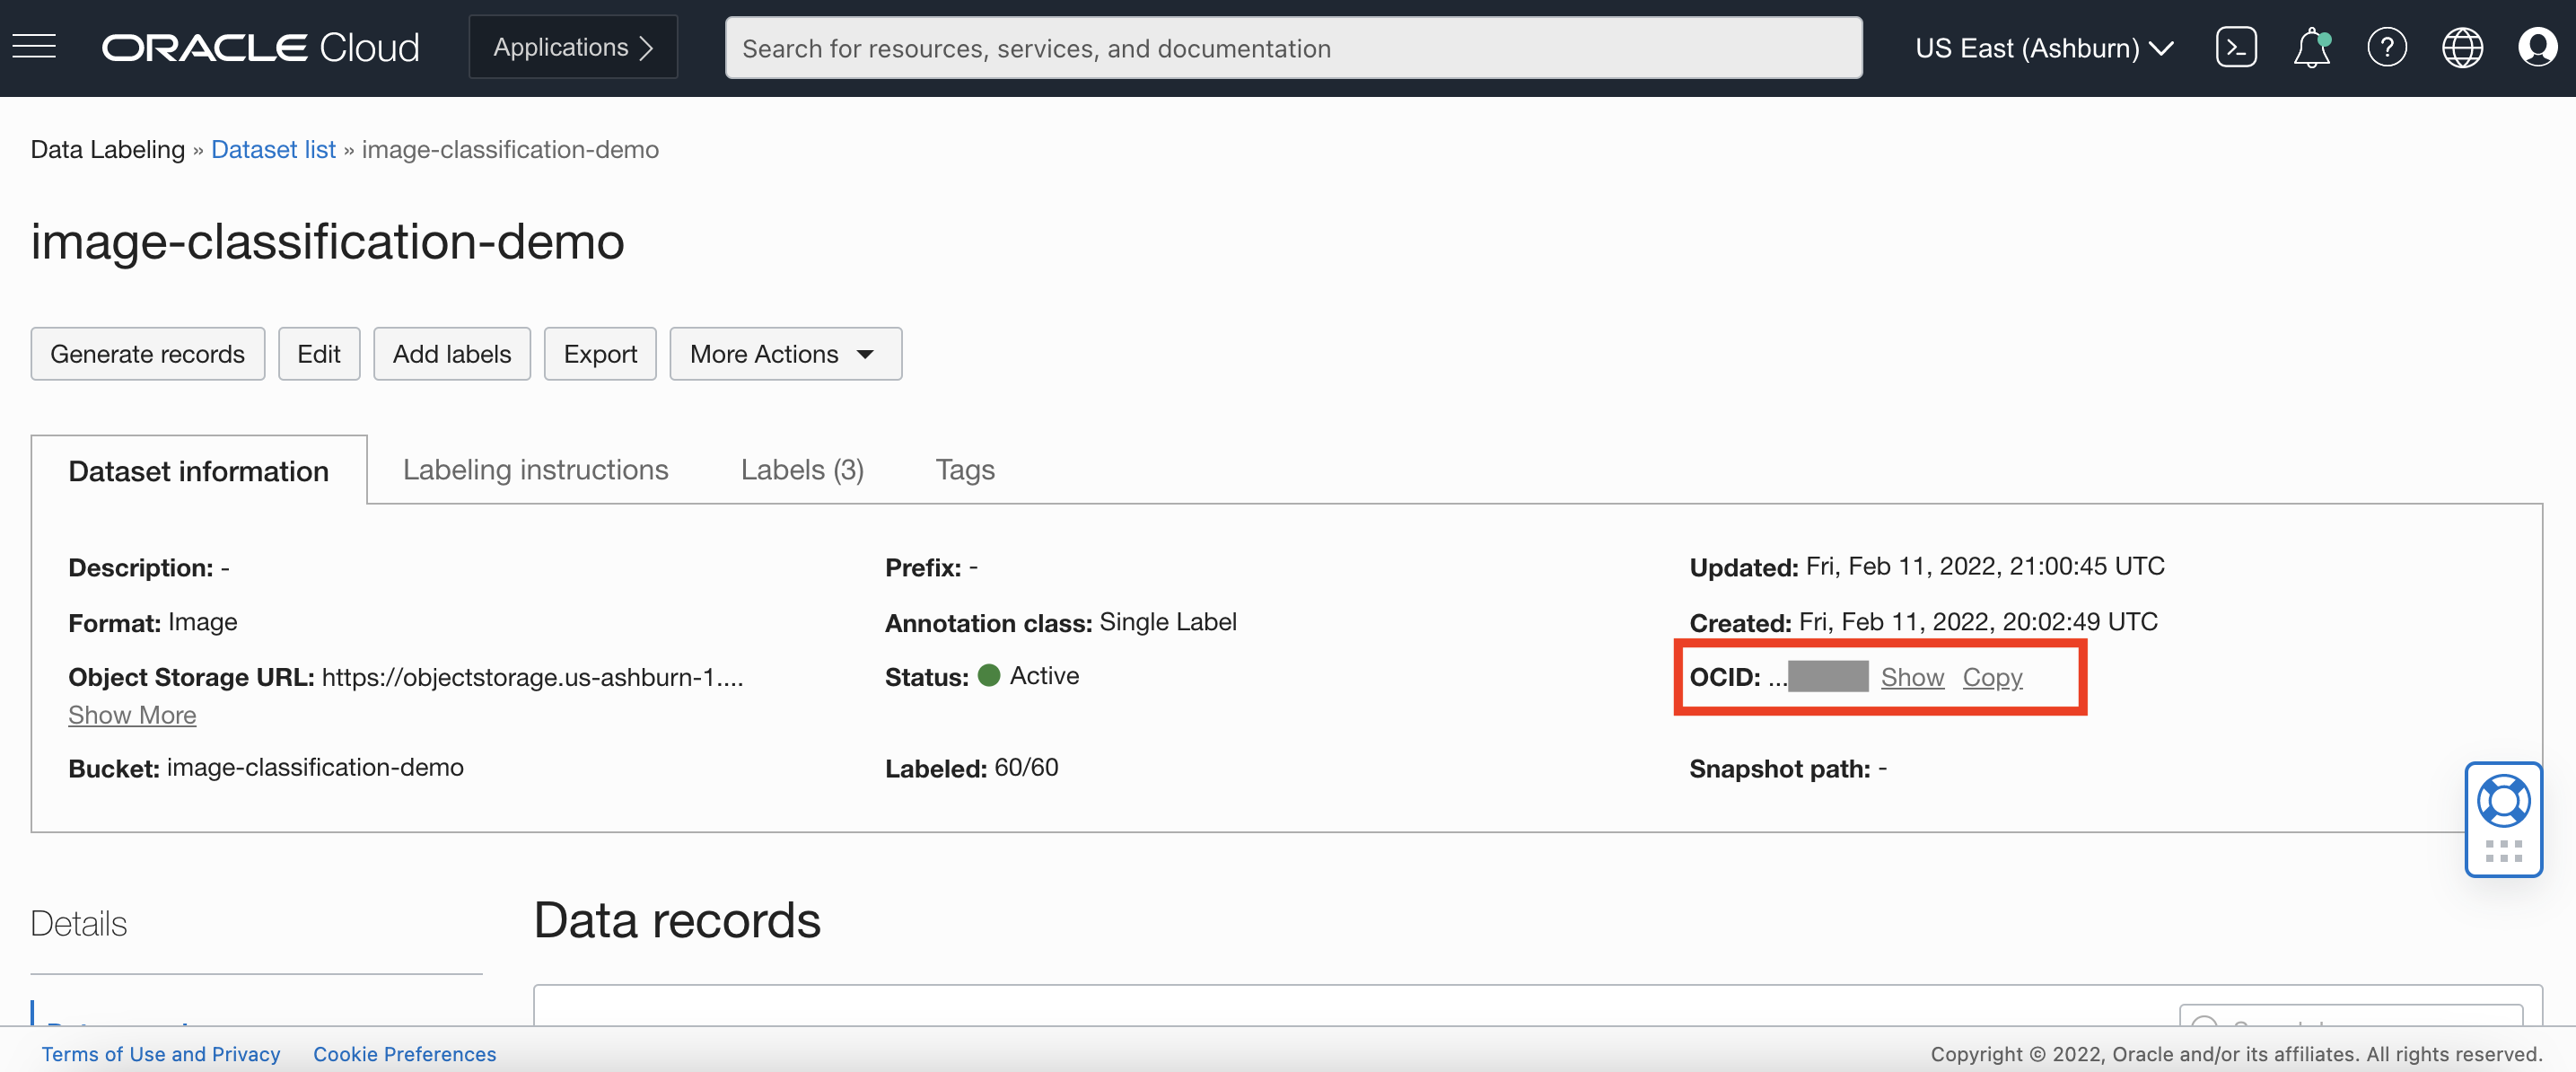 ORACLE Cloud
Applications
Search for resources, services, and documentation
US East (Ashburn)
Data Labeling » Dataset list » image-classification-demo
image-classification-demo
Generate records
Edit
Add labels
Export
More Actions
Dataset information
Labeling instructions
Labels (3)
Tags
Description: -
Prefix: -
Updated: Fri, Feb 11, 2022, 21:00:45 UTC
Format: Image
Annotation class: Single Label
Created: Fri, Feb 11, 2022, 20:02:49 UTC
Object Storage URL: https://objectstorage.us-ashburn-1....
Show More
Status: Active
OCID: ... Show Copy
Bucket: image-classification-demo
Labeled: 60/60
Snapshot path: -
Details
Data records
Terms of Use and Privacy
Cookie Preferences
Copyright © 2022, Oracle and/or its affiliates. All rights reserved.